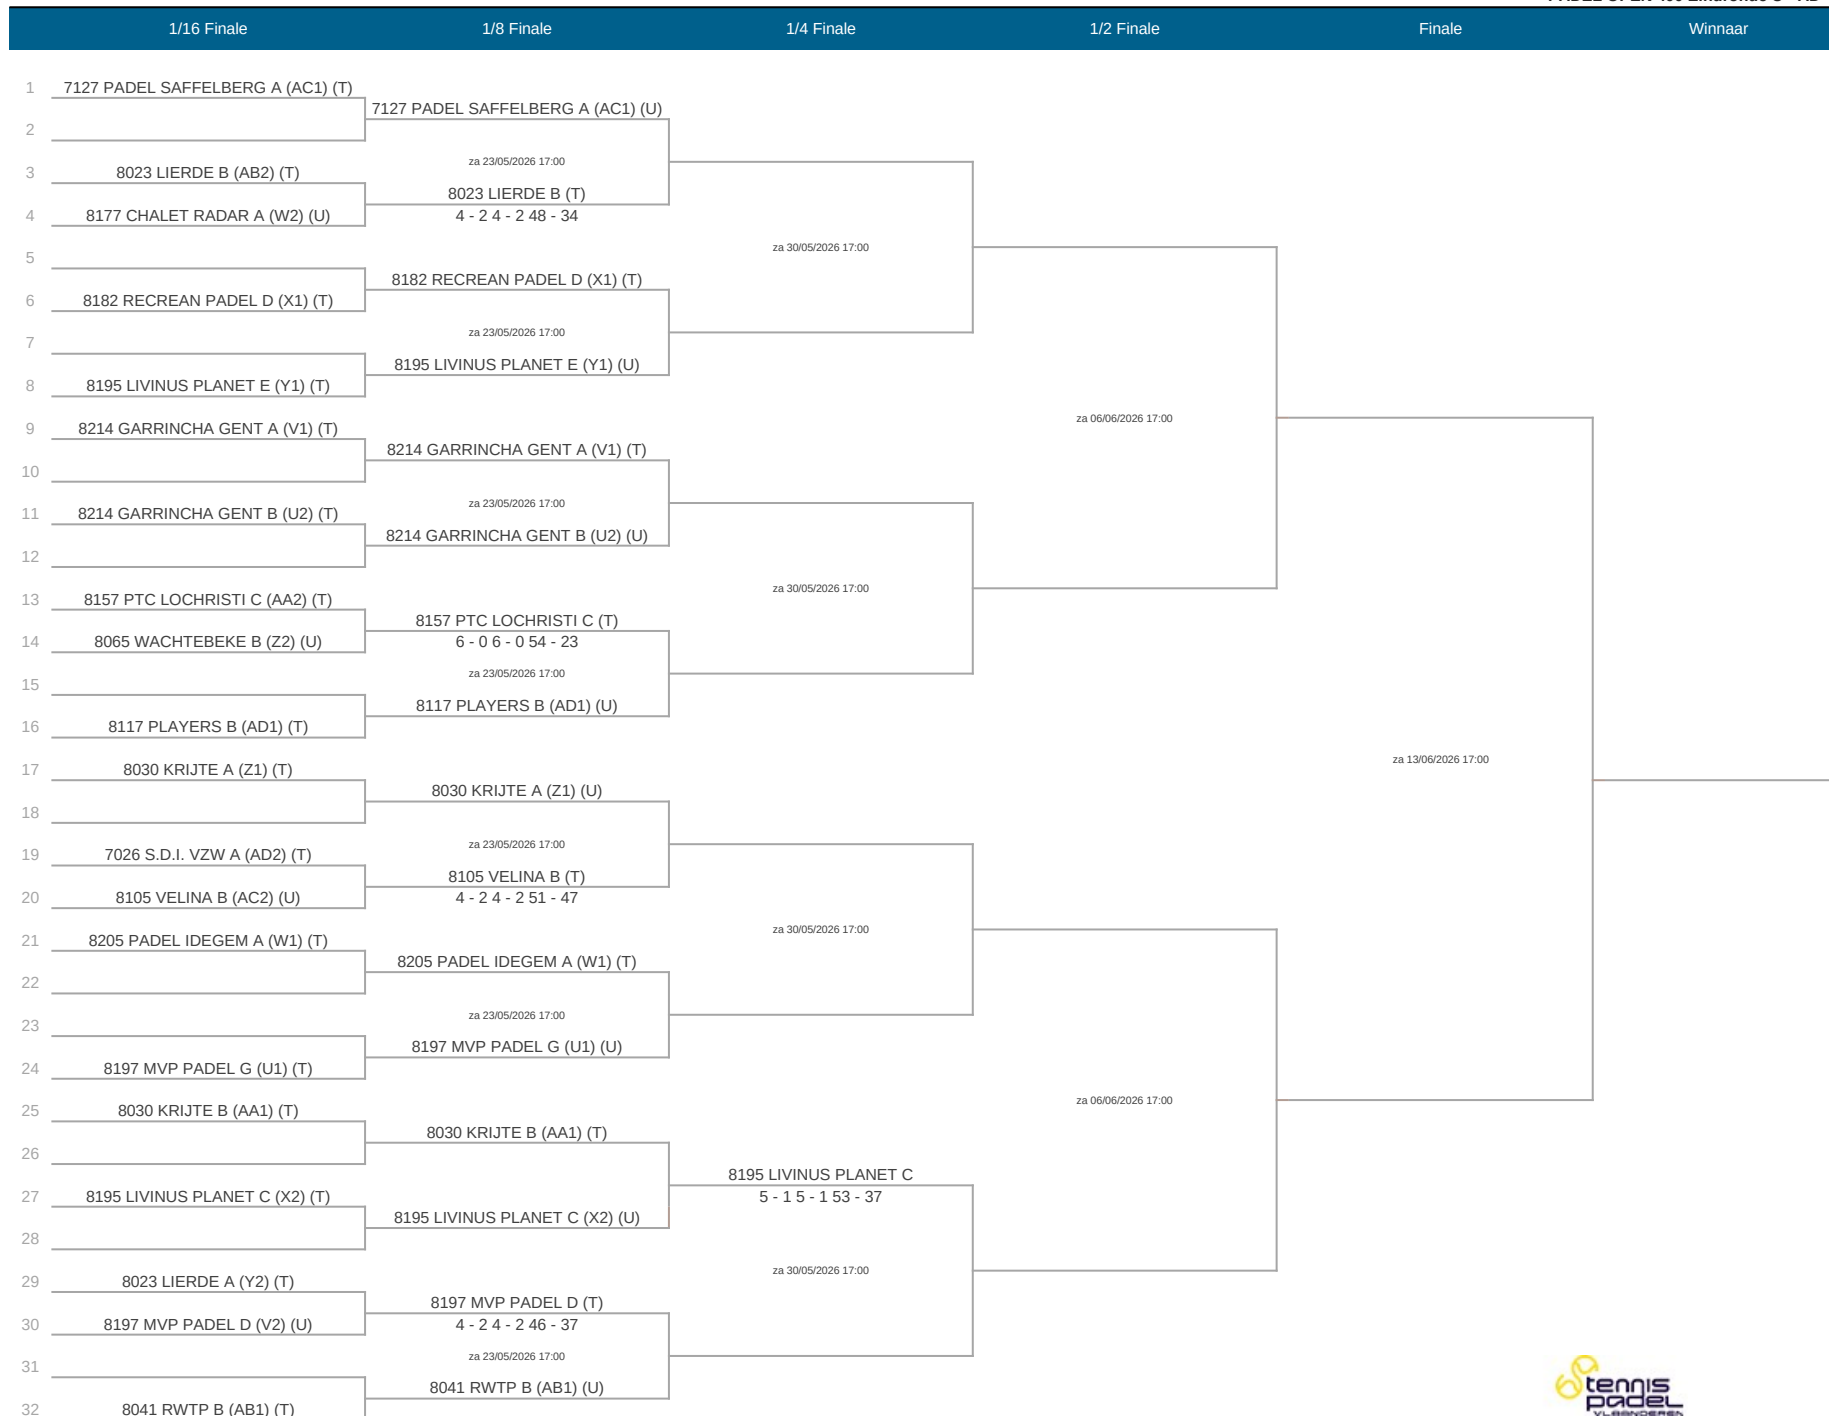 1/16 Finale 1/8 Finale 1/4 Finale 1/2 Finale Finale Winnaar
1 7127 PADEL SAFFELBERG A (AC1) (T)
7127 PADEL SAFFELBERG A (AC1) (U)
2
za 23/05/2026 17:00
3 8023 LIERDE B (AB2) (T)
8023 LIERDE B (T)
4 8177 CHALET RADAR A (W2) (U) 4 - 2 4 - 2 48 - 34
za 30/05/2026 17:00
5
8182 RECREAN PADEL D (X1) (T)
6 8182 RECREAN PADEL D (X1) (T)
za 23/05/2026 17:00
7
8195 LIVINUS PLANET E (Y1) (U)
8 8195 LIVINUS PLANET E (Y1) (T)
za 06/06/2026 17:00
9 8214 GARRINCHA GENT A (V1) (T)
8214 GARRINCHA GENT A (V1) (T)
10
za 23/05/2026 17:00
11 8214 GARRINCHA GENT B (U2) (T)
8214 GARRINCHA GENT B (U2) (U)
12
za 30/05/2026 17:00
13 8157 PTC LOCHRISTI C (AA2) (T)
8157 PTC LOCHRISTI C (T)
14 8065 WACHTEBEKE B (Z2) (U) 6 - 0 6 - 0 54 - 23
za 23/05/2026 17:00
15
8117 PLAYERS B (AD1) (U)
16 8117 PLAYERS B (AD1) (T)
za 13/06/2026 17:00
17 8030 KRIJTE A (Z1) (T)
8030 KRIJTE A (Z1) (U)
18
za 23/05/2026 17:00
19 7026 S.D.I. VZW A (AD2) (T)
8105 VELINA B (T)
20 8105 VELINA B (AC2) (U) 4 - 2 4 - 2 51 - 47
za 30/05/2026 17:00
21 8205 PADEL IDEGEM A (W1) (T)
8205 PADEL IDEGEM A (W1) (T)
22
za 23/05/2026 17:00
23
8197 MVP PADEL G (U1) (U)
24 8197 MVP PADEL G (U1) (T)
za 06/06/2026 17:00
25 8030 KRIJTE B (AA1) (T)
8030 KRIJTE B (AA1) (T)
26
8195 LIVINUS PLANET C
27 8195 LIVINUS PLANET C (X2) (T) 5 - 1 5 - 1 53 - 37
8195 LIVINUS PLANET C (X2) (U)
28
za 30/05/2026 17:00
29 8023 LIERDE A (Y2) (T)
8197 MVP PADEL D (T)
30 8197 MVP PADEL D (V2) (U) 4 - 2 4 - 2 46 - 37
za 23/05/2026 17:00
31
8041 RWTP B (AB1) (U)
32 8041 RWTP B (AB1) (T)
tennis
padel
VLAANDEREN